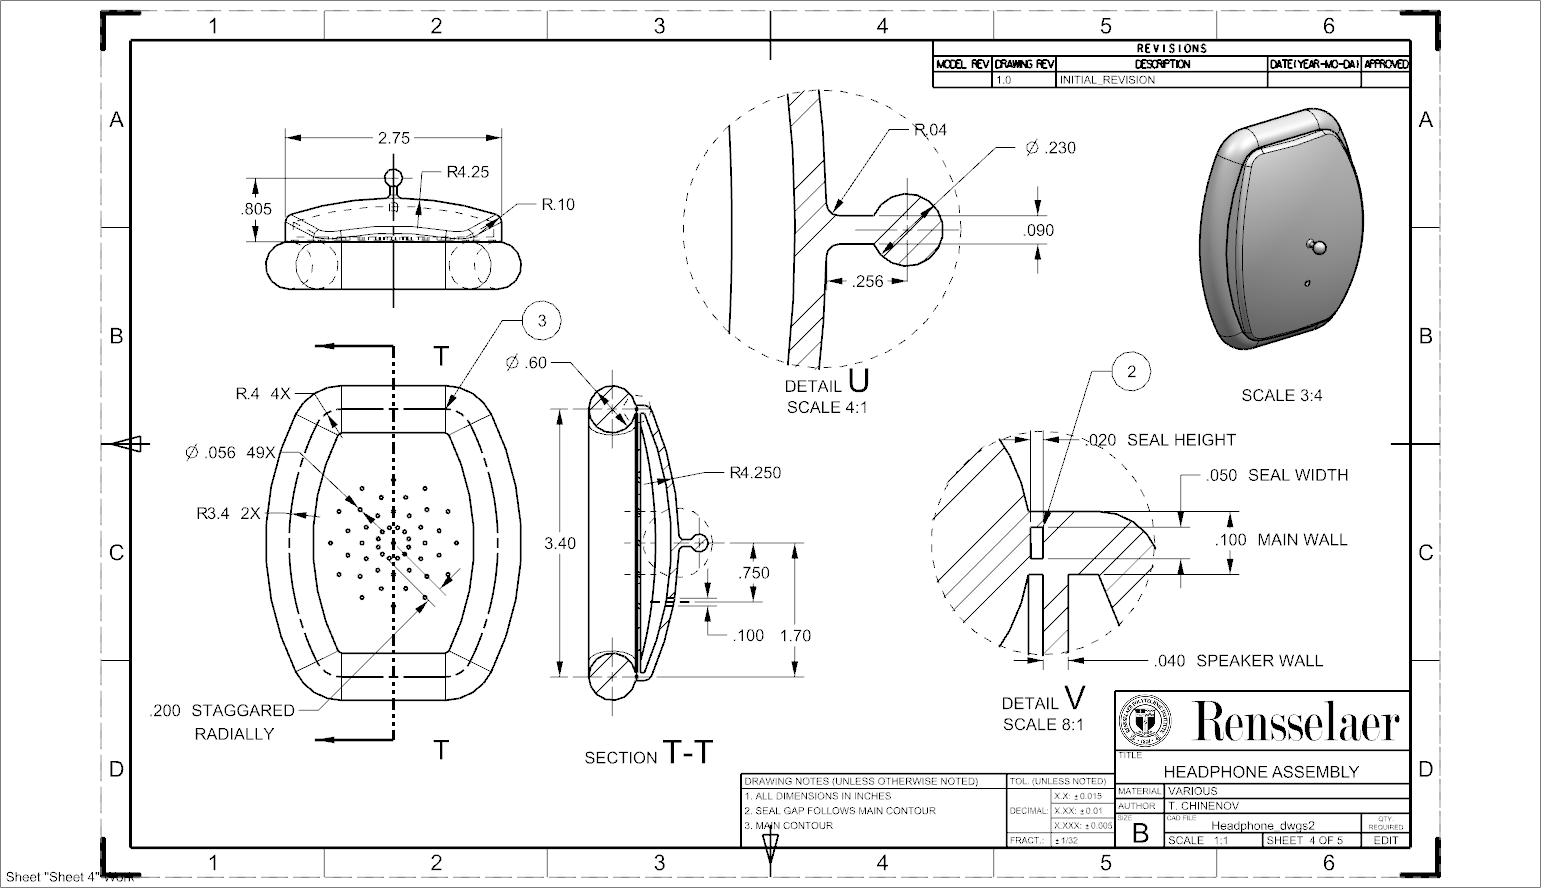 1 2 3 4 5 6
REVISIONS
MODEL REV DRAWING REV DESCRIPTION DATE(YEAR-MO-DA) APPROVED
1.0 INITIAL_REVISION
A A
2.75
R4.25
.805
R.10
R.04
Ø .230
.090
.256
DETAIL U
SCALE 4:1
SCALE 3:4
B B
3
T
Ø .60
R.4 4X
Ø .056 49X
R3.4 2X
R4.250
3.40
.750
.100 1.70
.200 STAGGARED
RADIALLY
T
SECTION T-T
2
.020 SEAL HEIGHT
.050 SEAL WIDTH
.100 MAIN WALL
.040 SPEAKER WALL
DETAIL V
SCALE 8:1
C C
D D
DRAWING NOTES (UNLESS OTHERWISE NOTED)
1. ALL DIMENSIONS IN INCHES
2. SEAL GAP FOLLOWS MAIN CONTOUR
3. MAIN CONTOUR
TOL. (UNLESS NOTED)
DECIMAL:
X.X: ±0.015
X.XX: ±0.01
X.XXX: ±0.005
FRACT.: ±1/32
Rensselaer
TITLE
HEADPHONE ASSEMBLY
MATERIAL VARIOUS
AUTHOR T. CHINENOV
SIZE
B
CAD FILE
Headphone_dwgs2
QTY.
REQUIRED
SCALE 1:1 SHEET 4 OF 5 EDIT
1 2 3 4 5 6
Sheet "Sheet 4" Work